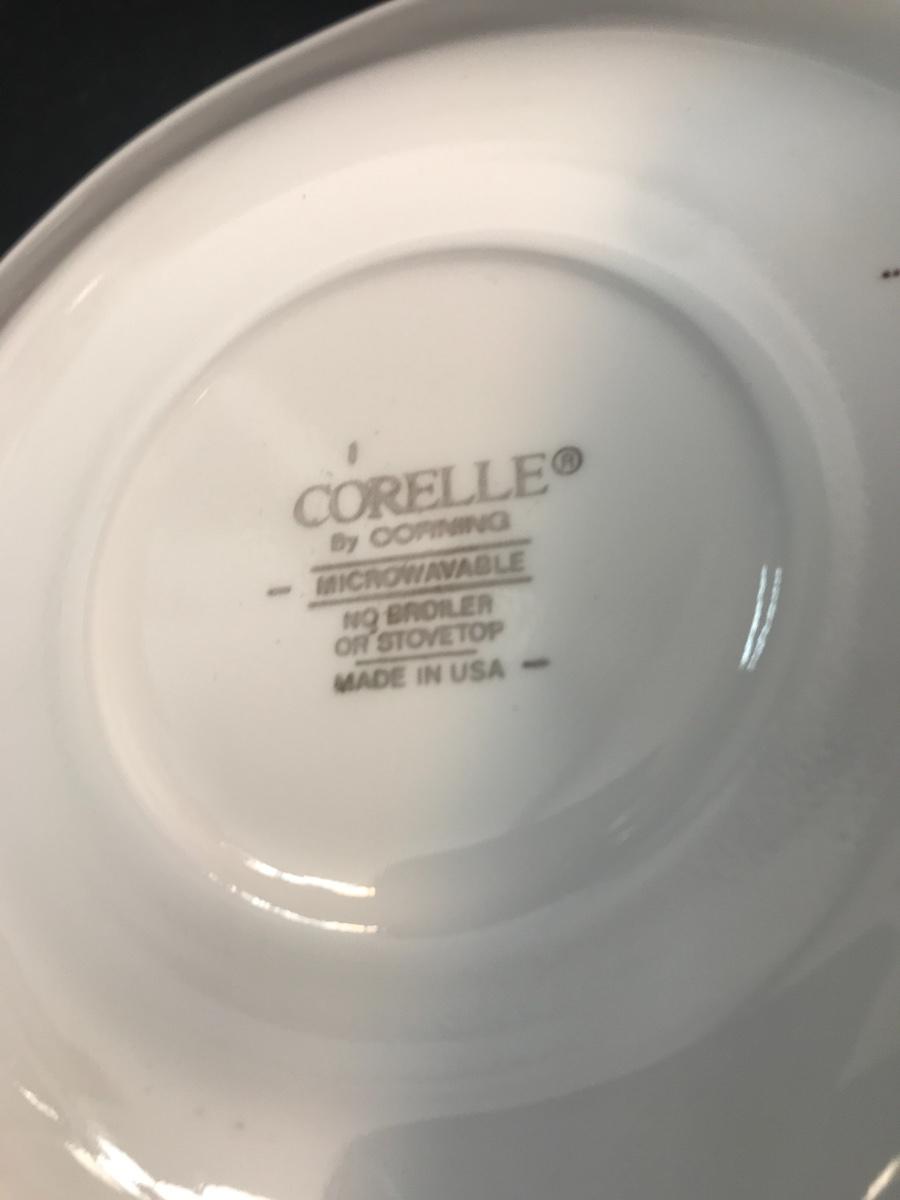 CORELLE®
By CORNING
MICROWAVABLE
NO BROILER
OR STOVETOP
MADE IN USA